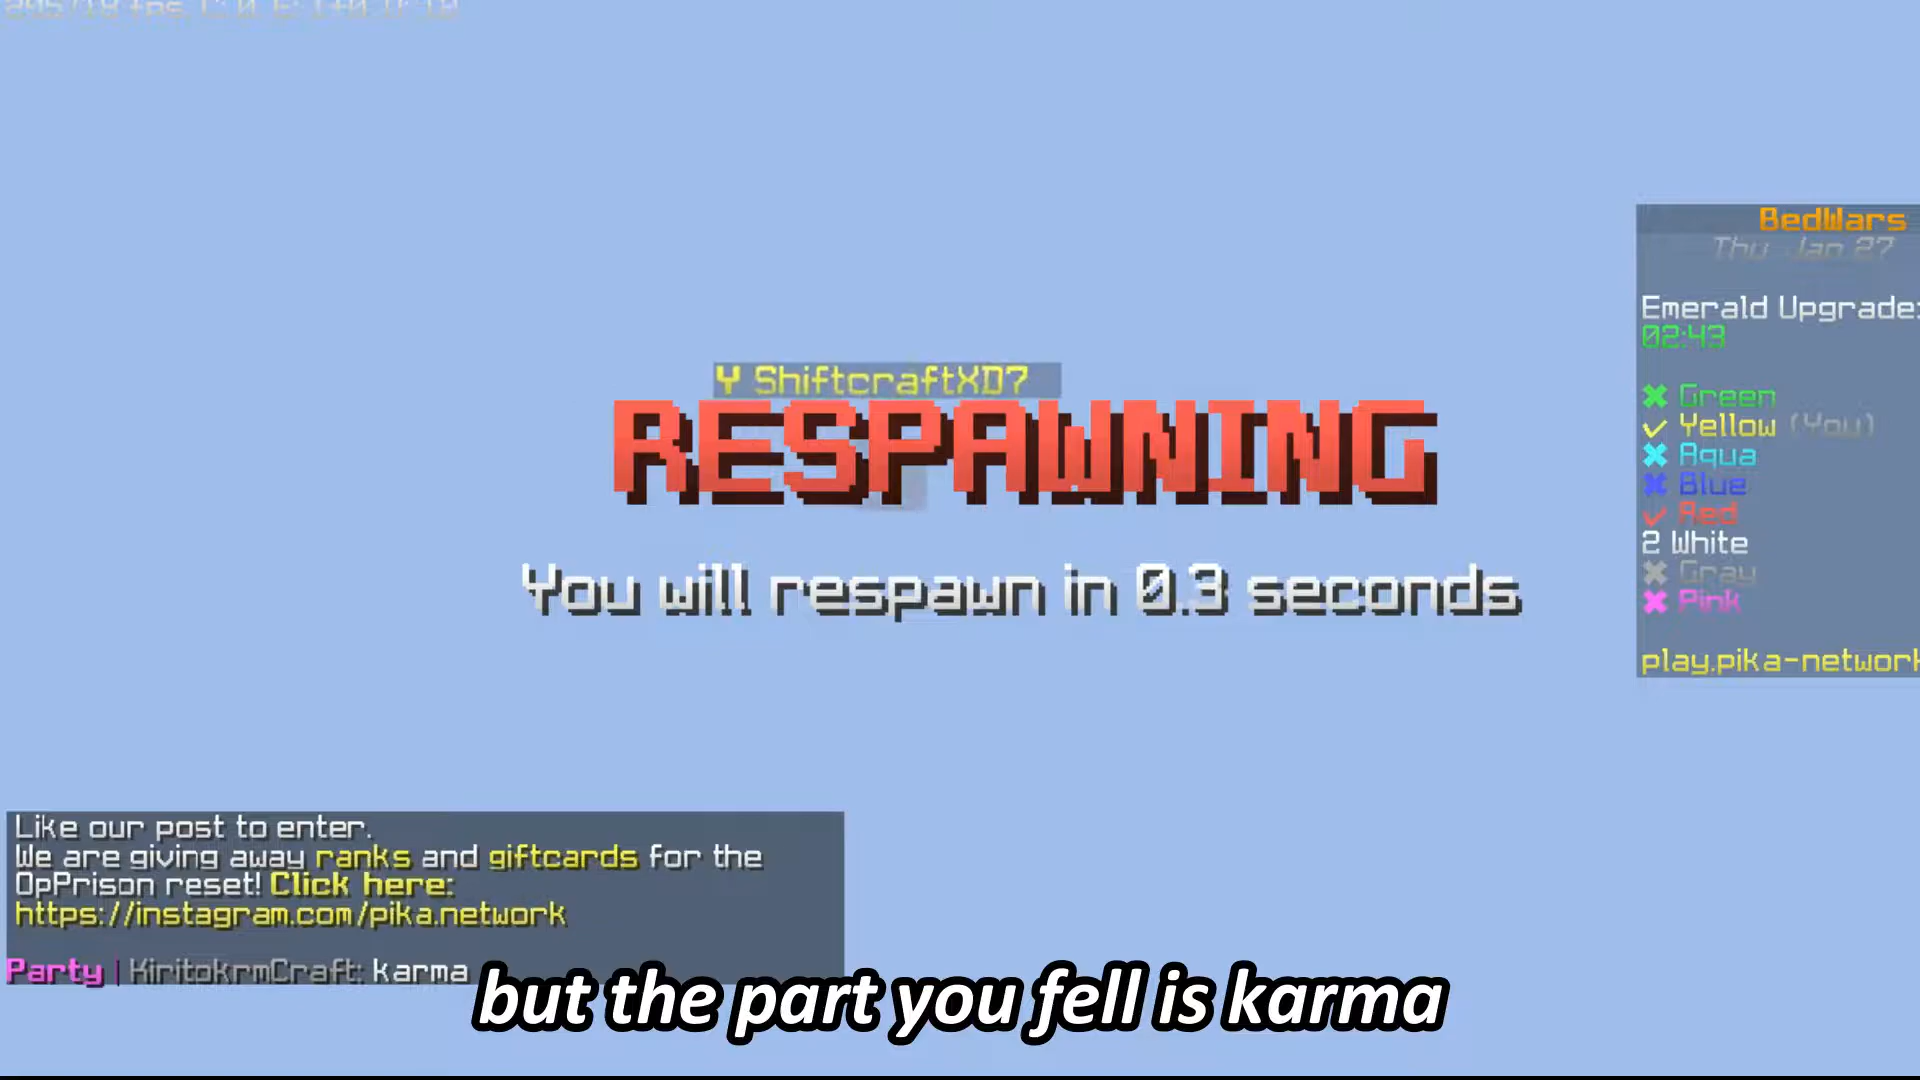 BedWars
Thu Jan 27
Emerald Upgrade:
02:43
✖ Green
✓ Yellow (You)
✖ Aqua
✖ Blue
✓ Red
2 White
✖ Gray
✖ Pink
play.pika-network
Y ShiftcraftXD7
RESPAWNING
You will respawn in 0.3 seconds
Like our post to enter.
We are giving away ranks and giftcards for the
OpPrison reset! Click here:
https://instagram.com/pika.network
Party | KiritokrmCraft: karma
but the part you fell is karma